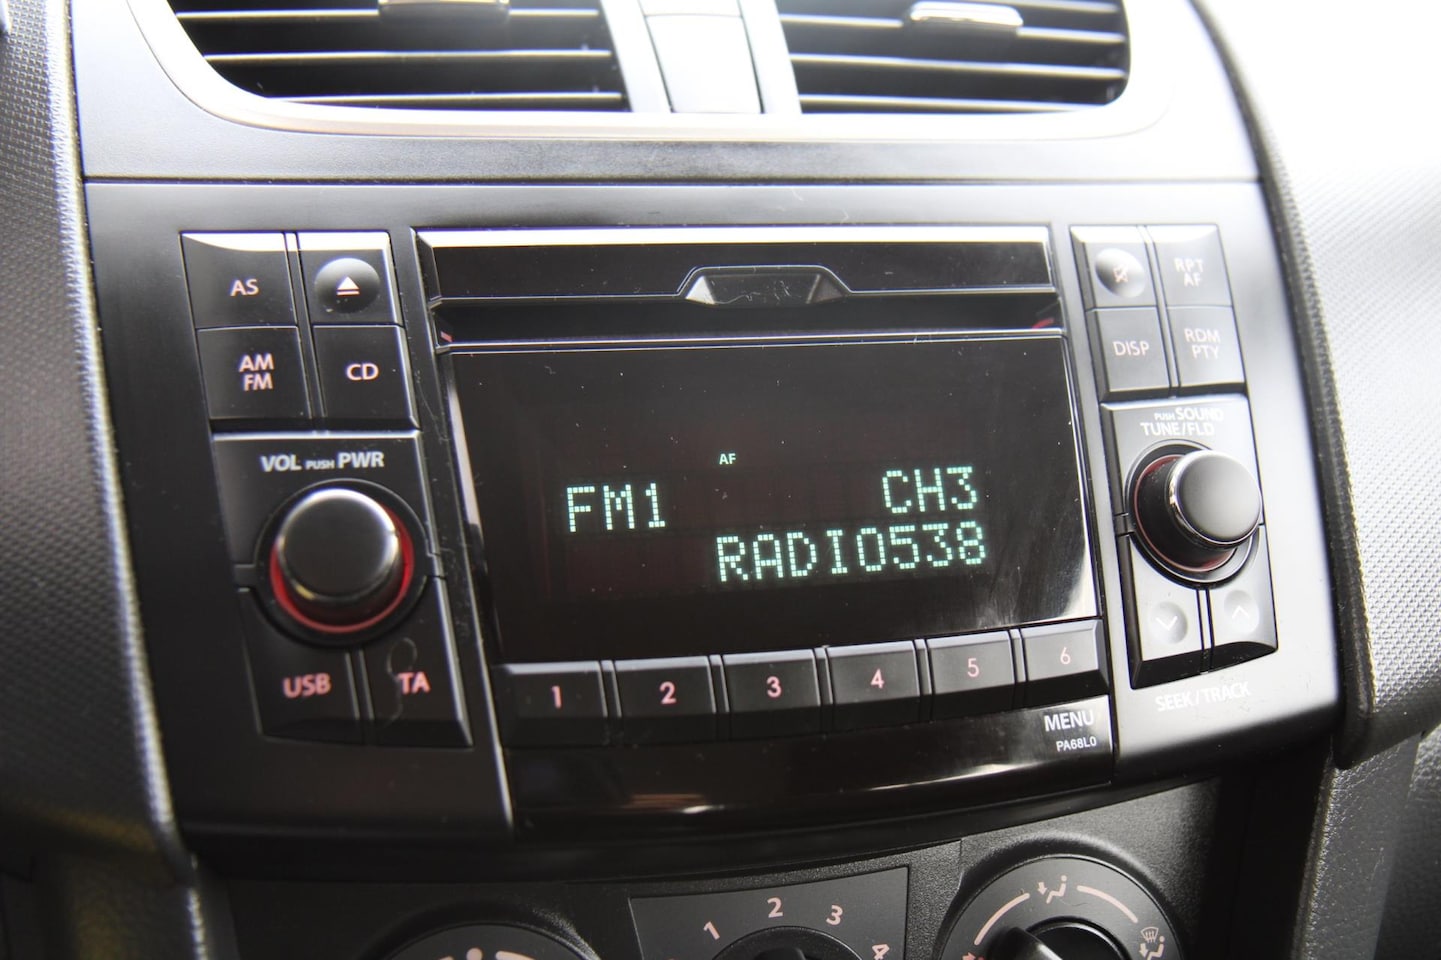 AS
AM
FM
CD
RPT
AF
DISP
RDM
PTY
VOL PUSH PWR
PUSH SOUND
TUNE/FLD
AF
FM1
CH3
RADIO538
USB
TA
1
2
3
4
5
6
MENU
PA68L0
SEEK/TRACK
1
2
3
4